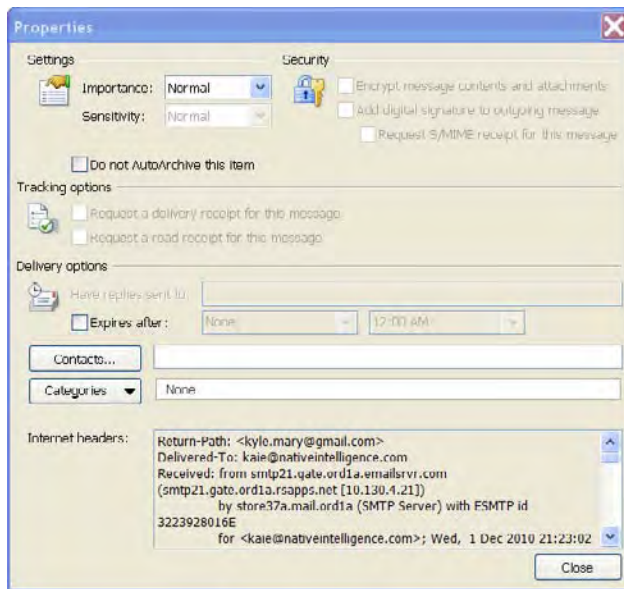 Properties
Settings
Security
Importance: Normal
Encrypt message contents and attachments
Sensitivity: Normal
Add digital signature to outgoing message
Request S/MIME receipt for this message
Do not AutoArchive this item
Tracking options
Request a delivery receipt for this message
Request a read receipt for this message
Delivery options
Have replies sent to:
Expires after: None 12:00 AM
Contacts...
Categories None
Internet headers:
Return-Path: <kyle.mary@gmail.com>
Delivered-To: kaie@nativeintelligence.com
Received: from smtp21.gate.ord1a.emailsrvr.com
(smtp21.gate.ord1a.rsapps.net [10.130.4.21])
by store37a.mail.ord1a (SMTP Server) with ESMTP id
3223928016E
for <kaie@nativeintelligence.com>; Wed, 1 Dec 2010 21:23:02
Close